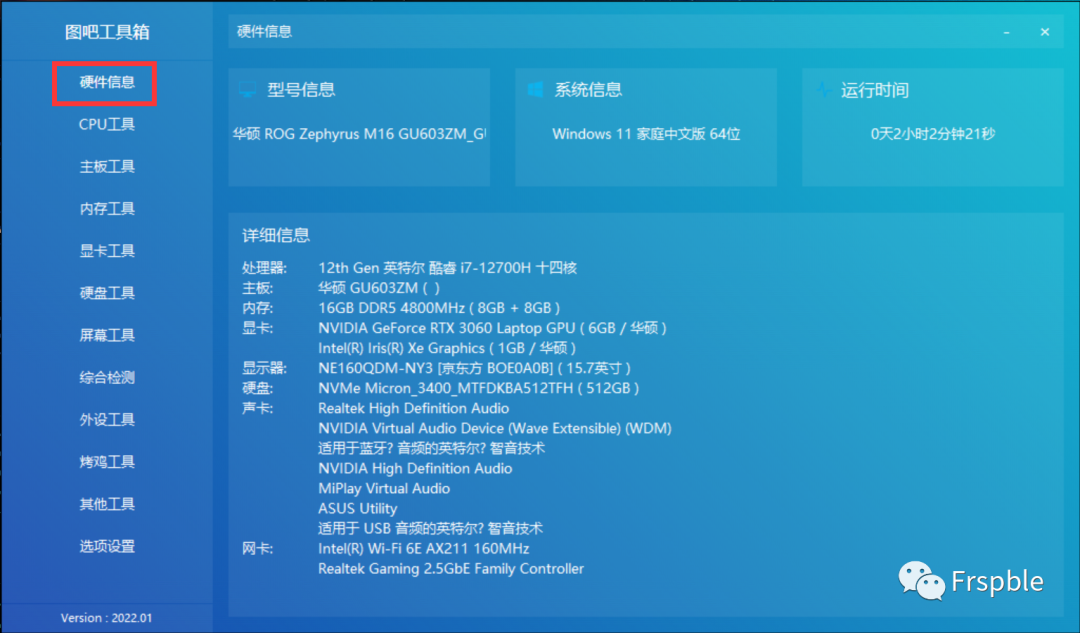 图吧工具箱
硬件信息
CPU工具
主板工具
内存工具
显卡工具
硬盘工具
屏幕工具
综合检测
外设工具
烤鸡工具
其他工具
选项设置
Version : 2022.01
硬件信息
型号信息
华硕 ROG Zephyrus M16 GU603ZM_GU
系统信息
Windows 11 家庭中文版 64位
运行时间
0天2小时2分钟21秒
详细信息
处理器: 12th Gen 英特尔 酷睿 i7-12700H 十四核
主板: 华硕 GU603ZM ( )
内存: 16GB DDR5 4800MHz ( 8GB + 8GB )
显卡: NVIDIA GeForce RTX 3060 Laptop GPU ( 6GB / 华硕 )
Intel(R) Iris(R) Xe Graphics ( 1GB / 华硕 )
显示器: NE160QDM-NY3 [京东方 BOE0A0B] ( 15.7英寸 )
硬盘: NVMe Micron_3400_MTFDKBA512TFH ( 512GB )
声卡: Realtek High Definition Audio
NVIDIA Virtual Audio Device (Wave Extensible) (WDM)
适用于蓝牙? 音频的英特尔? 智音技术
NVIDIA High Definition Audio
MiPlay Virtual Audio
ASUS Utility
适用于 USB 音频的英特尔? 智音技术
网卡: Intel(R) Wi-Fi 6E AX211 160MHz
Realtek Gaming 2.5GbE Family Controller
Frspble